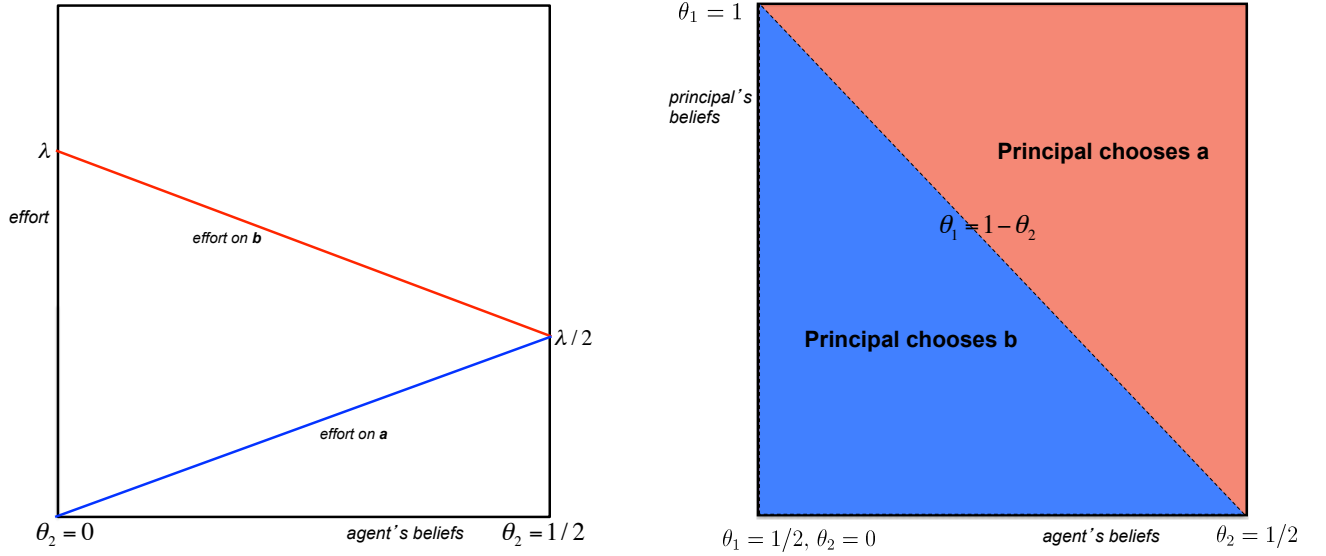 λ
effort
effort on b
λ/2
effort on a
θ₂ = 0
agent's beliefs
θ₂ = 1/2
θ₁ = 1
principal's
beliefs
Principal chooses a
θ₁ = 1 − θ₂
Principal chooses b
θ₁ = 1/2, θ₂ = 0
agent's beliefs
θ₂ = 1/2